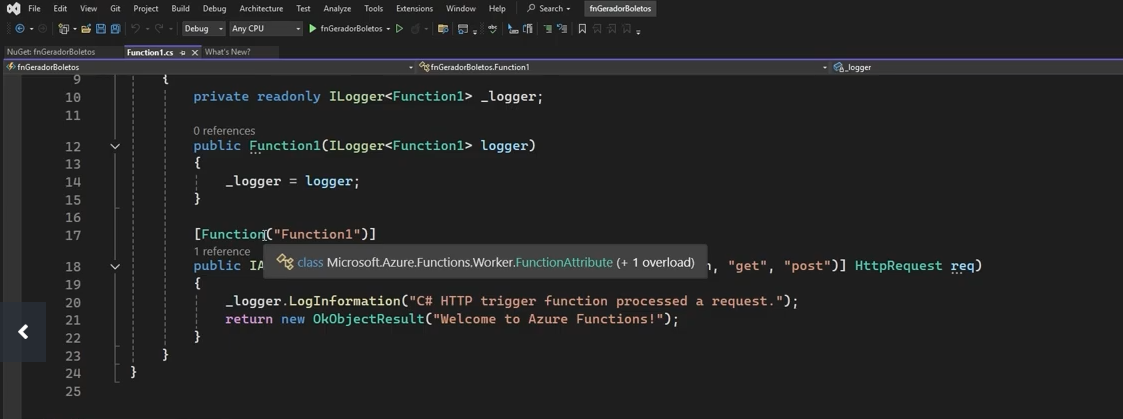 File Edit View Git Project Build Debug Architecture Test Analyze Tools Extensions Window Help Search fnGeradorBoletos
Debug Any CPU fnGeradorBoletos
NuGet: fnGeradorBoletos Function1.cs What's New?
fnGeradorBoletos fnGeradorBoletos.Function1 _logger
9 {
10 private readonly ILogger<Function1> _logger;
11
0 references
12 public Function1(ILogger<Function1> logger)
13 {
14 _logger = logger;
15 }
16
17 [Function("Function1")]
1 reference
class Microsoft.Azure.Functions.Worker.FunctionAttribute (+ 1 overload)
18 public IA n, "get", "post")] HttpRequest req)
19 {
20 _logger.LogInformation("C# HTTP trigger function processed a request.");
21 return new OkObjectResult("Welcome to Azure Functions!");
22 }
23 }
24 }
25